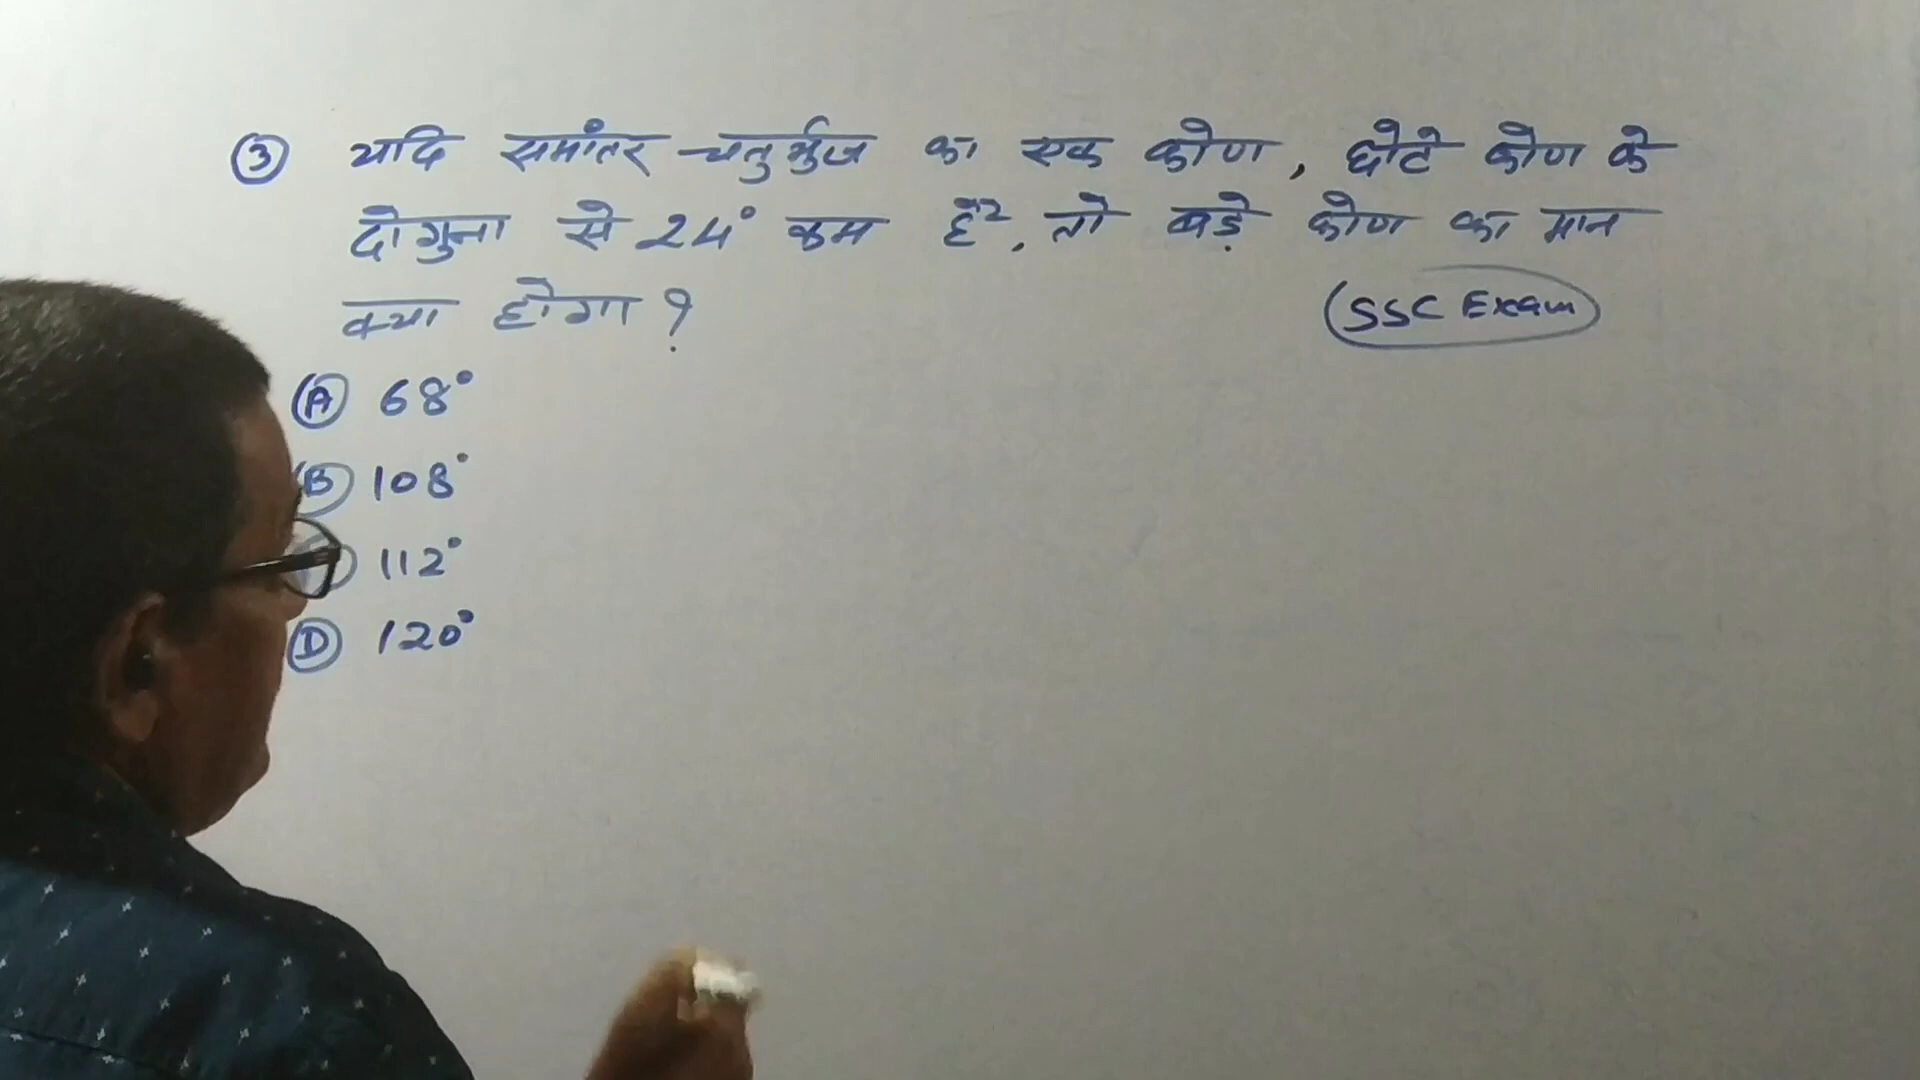 ③ यदि समांतर चतुर्भुज का एक कोण, छोटे कोण के
दोगुना से 24° कम है, तो बड़े कोण का मान
क्या होगा ?
(SSC Exam)
(A) 68°
(B) 108°
112°
(D) 120°